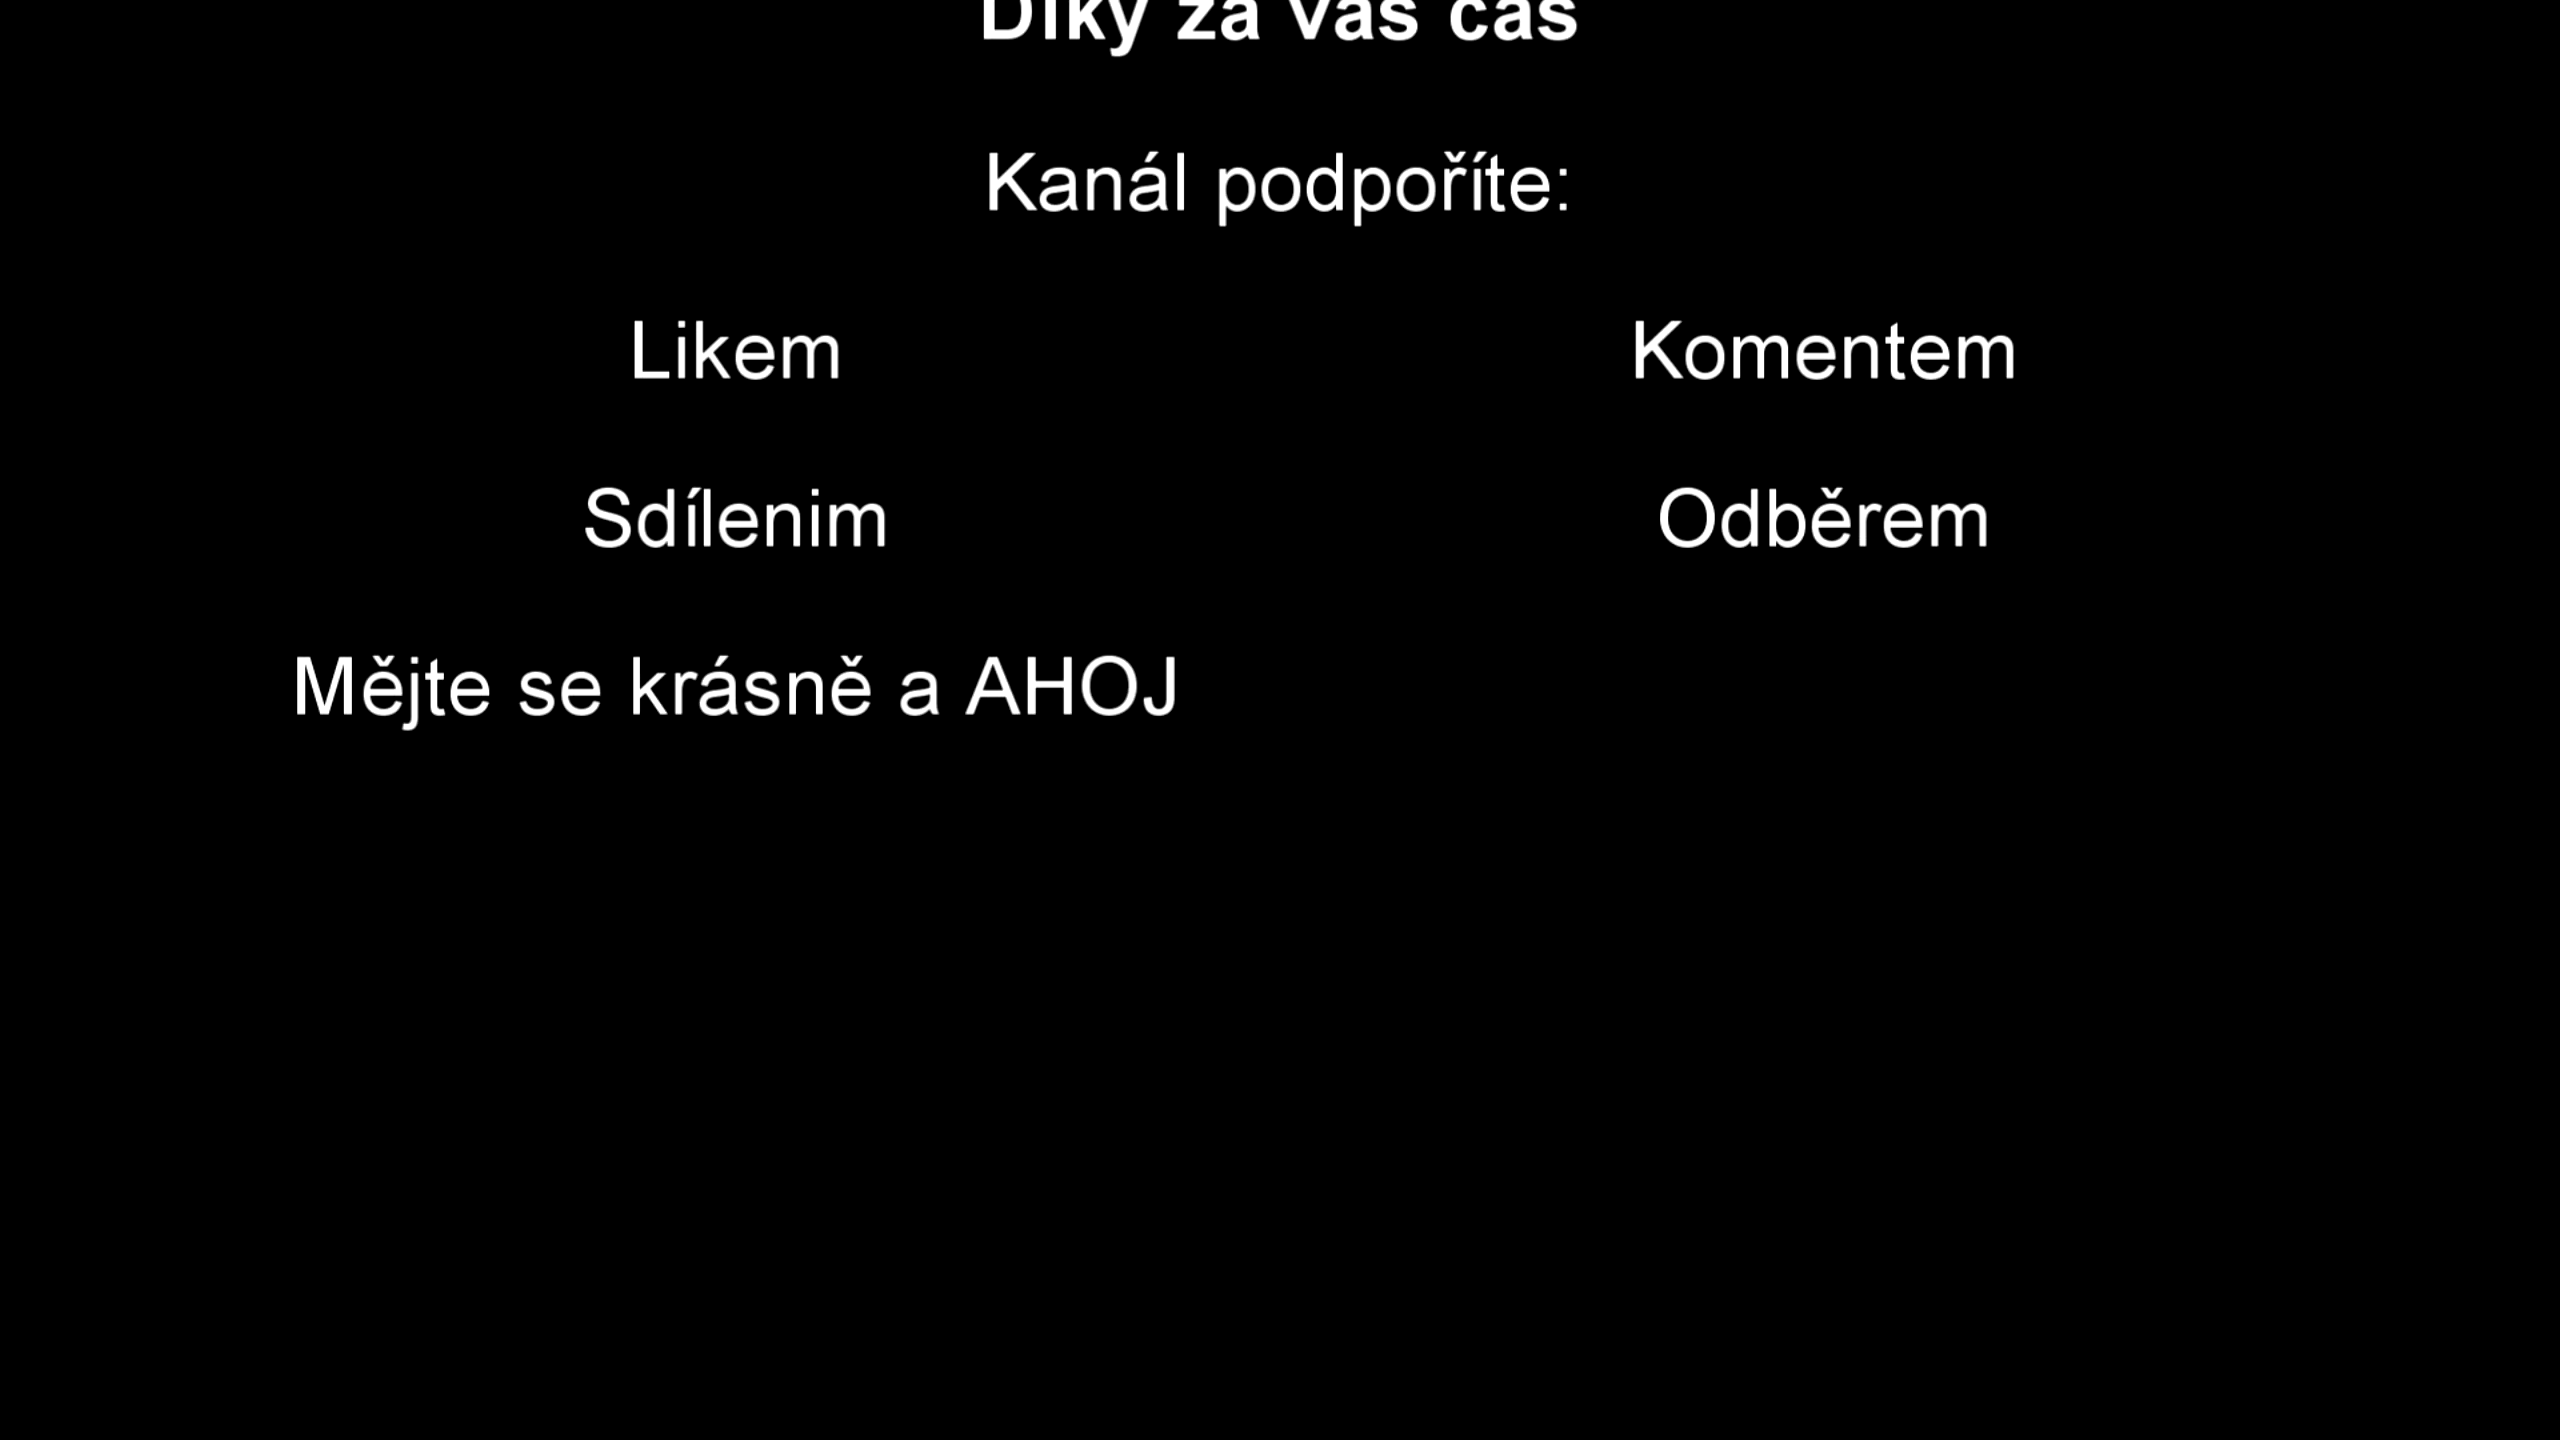 Díky za Váš čas
Kanál podpoříte:
Likem Komentem
Sdílenim Odběrem
Mějte se krásně a AHOJ